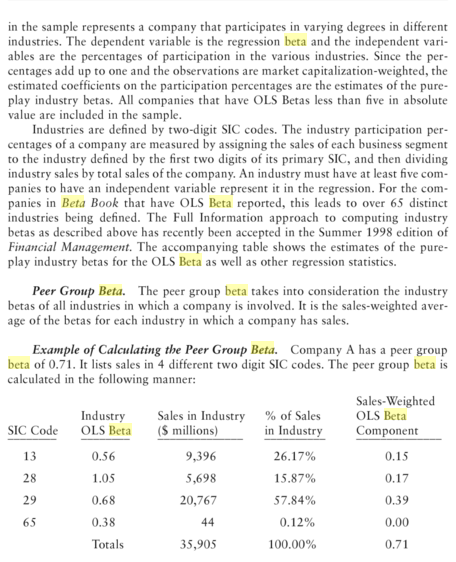 in the sample represents a company that participates in varying degrees in different
industries. The dependent variable is the regression beta and the independent vari-
ables are the percentages of participation in the various industries. Since the per-
centages add up to one and the observations are market capitalization-weighted, the
estimated coefficients on the participation percentages are the estimates of the pure-
play industry betas. All companies that have OLS Betas less than five in absolute
value are included in the sample.
Industries are defined by two-digit SIC codes. The industry participation per-
centages of a company are measured by assigning the sales of each business segment
to the industry defined by the first two digits of its primary SIC, and then dividing
industry sales by total sales of the company. An industry must have at least five com-
panies to have an independent variable represent it in the regression. For the com-
panies in Beta Book that have OLS Beta reported, this leads to over 65 distinct
industries being defined. The Full Information approach to computing industry
betas as described above has recently been accepted in the Summer 1998 edition of
Financial Management. The accompanying table shows the estimates of the pure-
play industry betas for the OLS Beta as well as other regression statistics.
Peer Group Beta. The peer group beta takes into consideration the industry
betas of all industries in which a company is involved. It is the sales-weighted aver-
age of the betas for each industry in which a company has sales.
Example of Calculating the Peer Group Beta. Company A has a peer group
beta of 0.71. It lists sales in 4 different two digit SIC codes. The peer group beta is
calculated in the following manner:
Sales-Weighted
Industry Sales in Industry % of Sales OLS Beta
SIC Code OLS Beta ($ millions) in Industry Component
13 0.56 9,396 26.17% 0.15
28 1.05 5,698 15.87% 0.17
29 0.68 20,767 57.84% 0.39
65 0.38 44 0.12% 0.00
Totals 35,905 100.00% 0.71